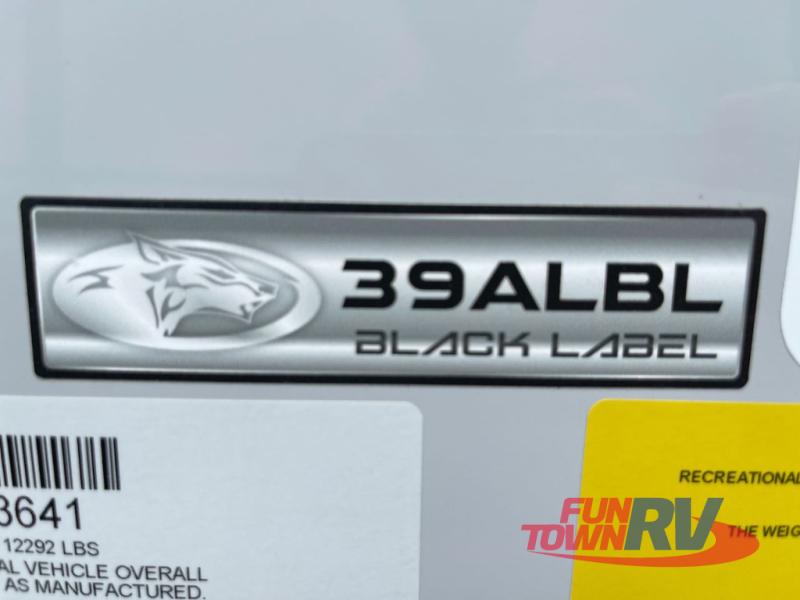 39ALBL
BLACK LABEL
3641
12292 LBS
AL VEHICLE OVERALL
AS MANUFACTURED.
RECREATIONAL
THE WEIG
FUN
TOWN RV